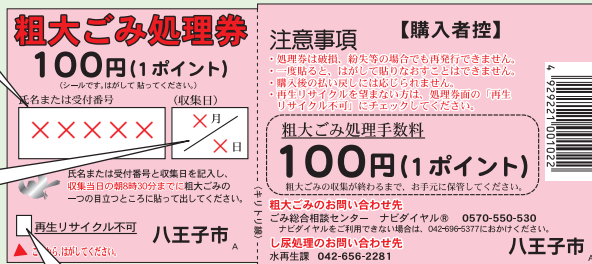 粗大ごみ処理券
100円(1ポイント)
(シールです。はがして 貼ってください。)
氏名または受付番号
(収集日)
×××××
×月
×日
氏名または受付番号と収集日を記入し、
収集当日の朝8時30分までに粗大ごみの
一つの目立つところに貼って出してください。
再生リサイクル不可
八王子市
A
から、はがしてください。
(キリトリ線)
注意事項
【購入者控】
・処理券は破損、紛失等の場合でも再発行できません。
・一度貼ると、はがして貼りなおすことはできません。
・購入後の払い戻しには応じられません。
・再生リサイクルを望まない方は、処理券面の「再生
リサイクル不可」にチェックしてください。
粗大ごみ処理手数料
100円(1ポイント)
粗大ごみの収集が終わるまで、お手元に保管してください。
粗大ごみのお問い合わせ先
ごみ総合相談センター ナビダイヤル® 0570-550-530
ナビダイヤルをご利用できない場合は、042-696-5377におかけください。
し尿処理のお問い合わせ先
水再生課 042-656-2281
八王子市
A
4 929221 001022